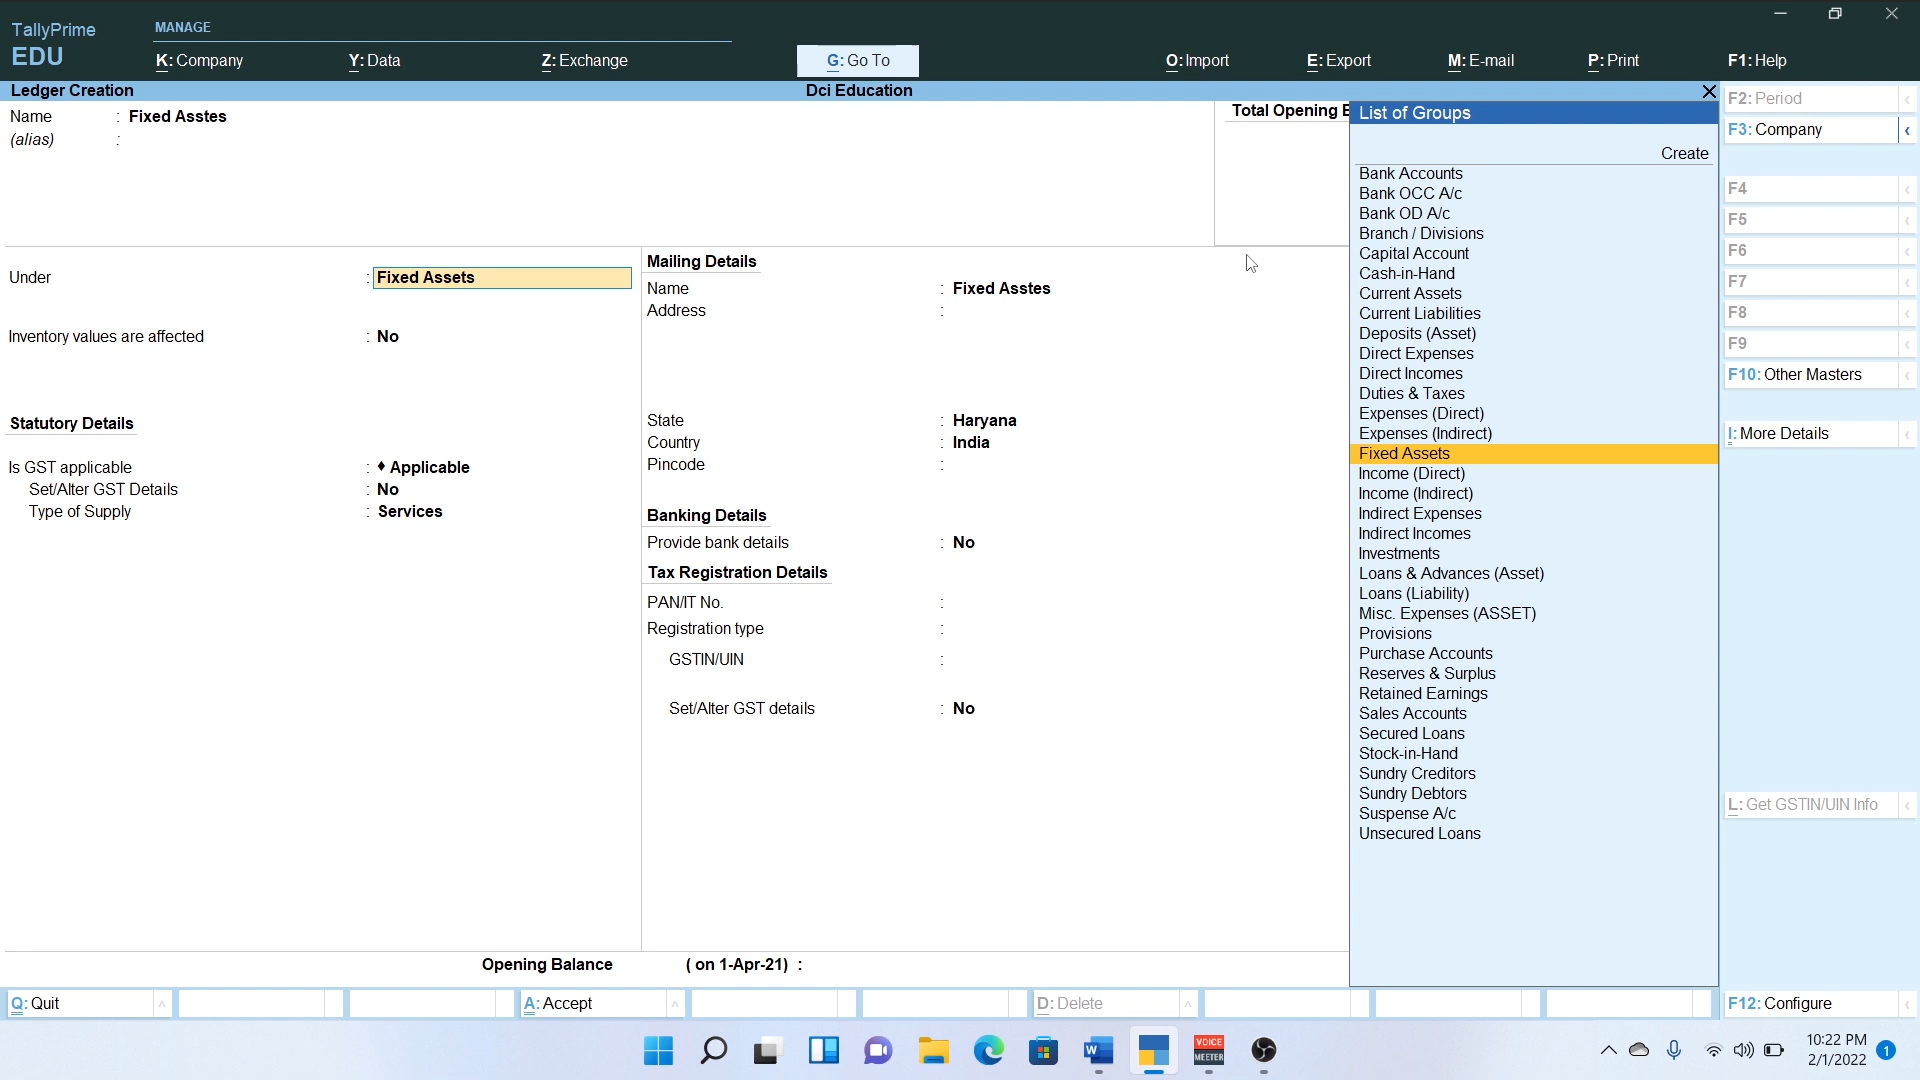 TallyPrime
EDU
MANAGE
K: Company
Y: Data
Z: Exchange
G: Go To
O: Import
E: Export
M: E-mail
P: Print
F1: Help
Ledger Creation
Dci Education
Name : Fixed Asstes
(alias) :
Total Opening B
Under : Fixed Assets
Inventory values are affected : No
Statutory Details
Is GST applicable : ♦ Applicable
Set/Alter GST Details : No
Type of Supply : Services
Mailing Details
Name : Fixed Asstes
Address :
State : Haryana
Country : India
Pincode :
Banking Details
Provide bank details : No
Tax Registration Details
PAN/IT No. :
Registration type :
GSTIN/UIN :
Set/Alter GST details : No
Opening Balance ( on 1-Apr-21) :
List of Groups
Create
Bank Accounts
Bank OCC A/c
Bank OD A/c
Branch / Divisions
Capital Account
Cash-in-Hand
Current Assets
Current Liabilities
Deposits (Asset)
Direct Expenses
Direct Incomes
Duties & Taxes
Expenses (Direct)
Expenses (Indirect)
Fixed Assets
Income (Direct)
Income (Indirect)
Indirect Expenses
Indirect Incomes
Investments
Loans & Advances (Asset)
Loans (Liability)
Misc. Expenses (ASSET)
Provisions
Purchase Accounts
Reserves & Surplus
Retained Earnings
Sales Accounts
Secured Loans
Stock-in-Hand
Sundry Creditors
Sundry Debtors
Suspense A/c
Unsecured Loans
F2: Period
F3: Company
F4
F5
F6
F7
F8
F9
F10: Other Masters
I: More Details
L: Get GSTIN/UIN Info
F12: Configure
Q: Quit
A: Accept
D: Delete
W
VOICE
MEETER
10:22 PM
2/1/2022
1